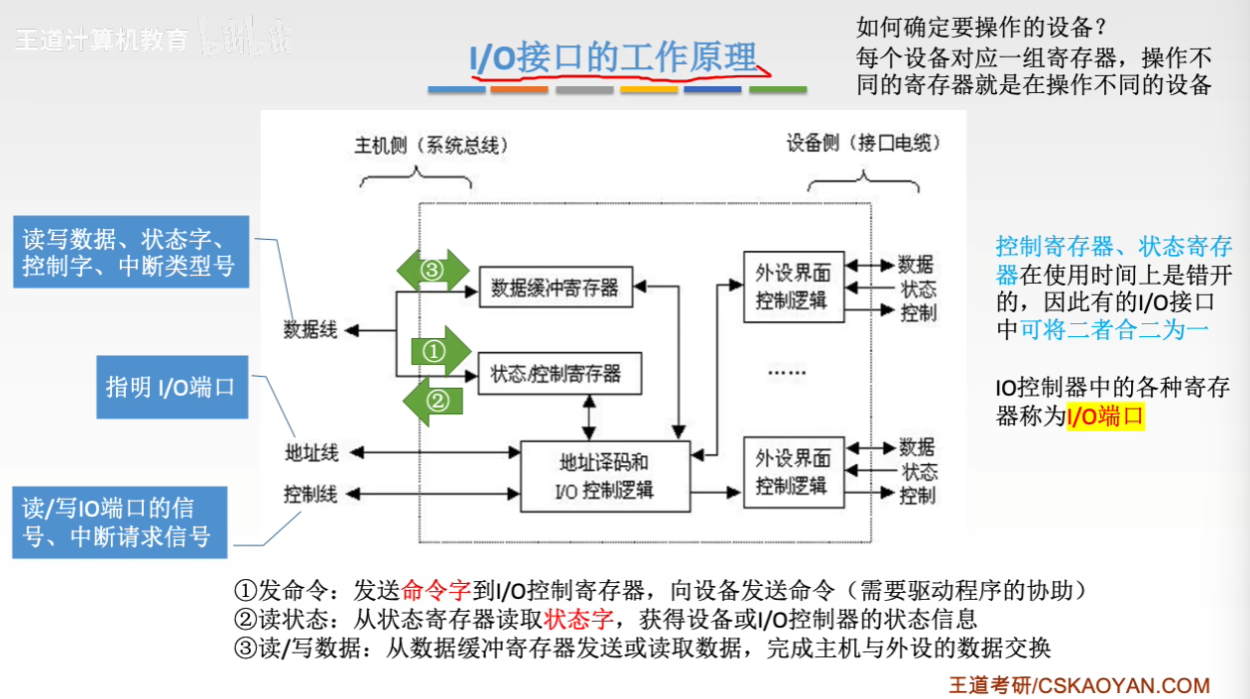 王道计算机教育 bilibili
I/O接口的工作原理
如何确定要操作的设备？
每个设备对应一组寄存器，操作不
同的寄存器就是在操作不同的设备
主机侧（系统总线）
设备侧（接口电缆）
读写数据、状态字、
控制字、中断类型号
指明 I/O端口
读/写IO端口的信
号、中断请求信号
数据线
地址线
控制线
③
①
②
数据缓冲寄存器
状态/控制寄存器
地址译码和
I/O 控制逻辑
外设界面
控制逻辑
数据
状态
控制
……
外设界面
控制逻辑
数据
状态
控制
控制寄存器、状态寄存
器在使用时间上是错开
的，因此有的I/O接口
中可将二者合二为一
IO控制器中的各种寄存
器称为I/O端口
①发命令：发送命令字到I/O控制寄存器，向设备发送命令（需要驱动程序的协助）
②读状态：从状态寄存器读取状态字，获得设备或I/O控制器的状态信息
③读/写数据：从数据缓冲寄存器发送或读取数据，完成主机与外设的数据交换
王道考研/CSKAOYAN.COM